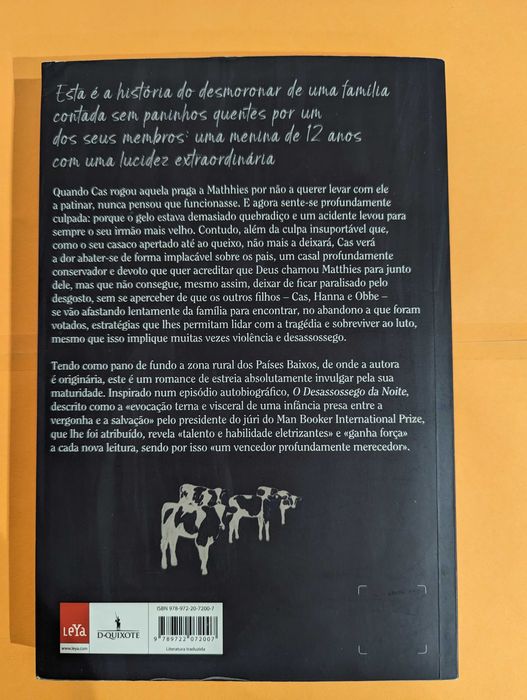 Esta é a história do desmoronar de uma família
contada sem paninhos quentes por um
dos seus membros: uma menina de 12 anos
com uma lucidez extraordinária
Quando Cas rogou aquela praga a Mathhies por não a querer levar com ele
a patinar, nunca pensou que funcionasse. E agora sente-se profundamente
culpada: porque o gelo estava demasiado quebradiço e um acidente levou para
sempre o seu irmão mais velho. Contudo, além da culpa insuportável que,
como o seu casaco apertado até ao queixo, não mais a deixará, Cas verá
a dor abater-se de forma implacável sobre os pais, um casal profundamente
conservador e devoto que quer acreditar que Deus chamou Matthies para junto
dele, mas que não consegue, mesmo assim, deixar de ficar paralisado pelo
desgosto, sem se aperceber de que os outros filhos – Cas, Hanna e Obbe –
se vão afastando lentamente da família para encontrar, no abandono a que foram
votados, estratégias que lhes permitam lidar com a tragédia e sobreviver ao luto,
mesmo que isso implique muitas vezes violência e desassossego.
Tendo como pano de fundo a zona rural dos Países Baixos, de onde a autora
é originária, este é um romance de estreia absolutamente invulgar pela sua
maturidade. Inspirado num episódio autobiográfico, O Desassossego da Noite,
descrito como a «evocação terna e visceral de uma infância presa entre a
vergonha e a salvação» pelo presidente do júri do Man Booker International Prize,
que lhe foi atribuído, revela «talento e habilidade eletrizantes» e «ganha força»
a cada nova leitura, sendo por isso «um vencedor profundamente merecedor».
LEYA
www.leya.com
D·QUIXOTE
ISBN 978-972-20-7200-7
9 789722 072007
Literatura traduzida